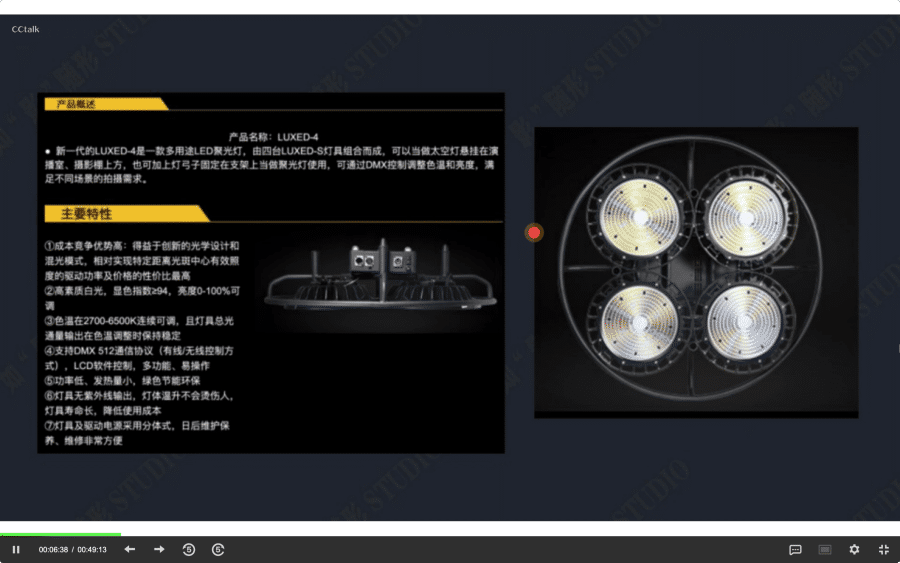 CCtalk
产品概述
产品名称：LUXED-4
● 新一代的LUXED-4是一款多用途LED聚光灯，由四台LUXED-S灯具组合而成，可以当做太空灯悬挂在演
播室、摄影棚上方，也可加上灯弓子固定在支架上当做聚光灯使用，可通过DMX控制调整色温和亮度，满
足不同场景的拍摄需求。
主要特性
①成本竞争优势高：得益于创新的光学设计和
混光模式，相对实现特定距离光斑中心有效照
度的驱动功率及价格的性价比最高
②高素质白光，显色指数≥94，亮度0-100%可
调
③色温在2700-6500K连续可调，且灯具总光
通量输出在色温调整时保持稳定
④支持DMX 512通信协议（有线/无线控制方
式），LCD软件控制，多功能、易操作
⑤功率低、发热量小，绿色节能环保
⑥灯具无紫外线输出，灯体温升不会烫伤人，
灯具寿命长，降低使用成本
⑦灯具及驱动电源采用分体式，日后维护保
养、维修非常方便
00:06:38 / 00:49:13
5
5